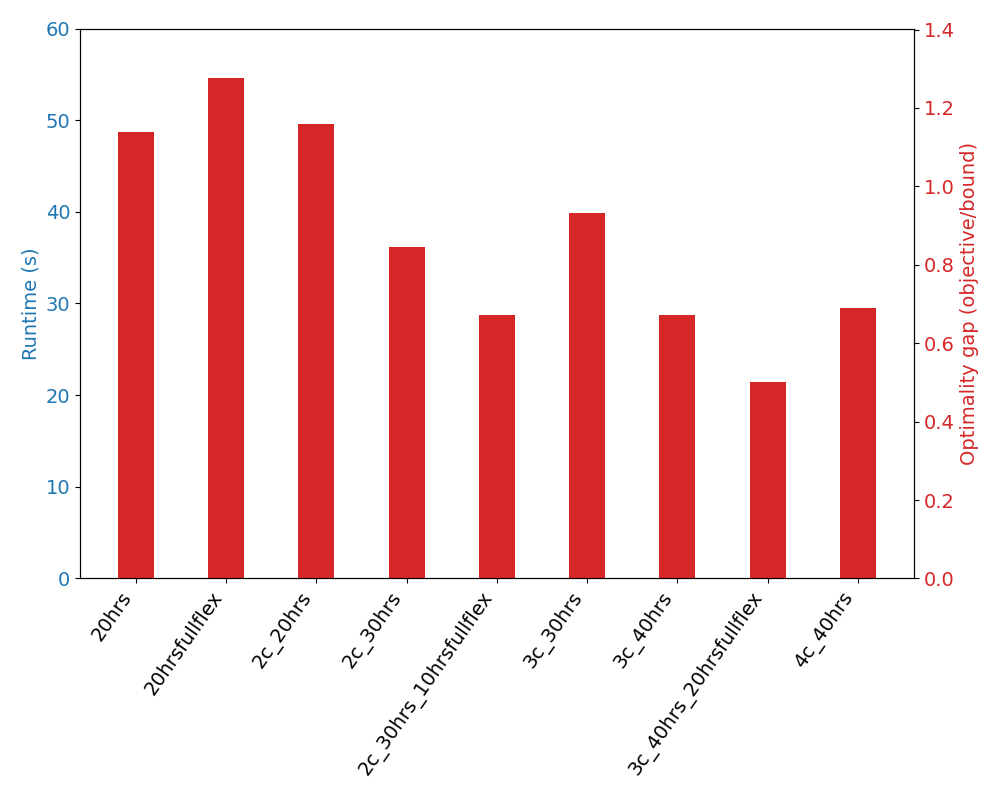 60
50
40
30
20
10
0
Runtime (s)
1.4
1.2
1.0
0.8
0.6
0.4
0.2
0.0
Optimality gap (objective/bound)
20hrs
20hrsfullflex
2c_20hrs
2c_30hrs
2c_30hrs_10hrsfullflex
3c_30hrs
3c_40hrs
3c_40hrs_20hrsfullflex
4c_40hrs